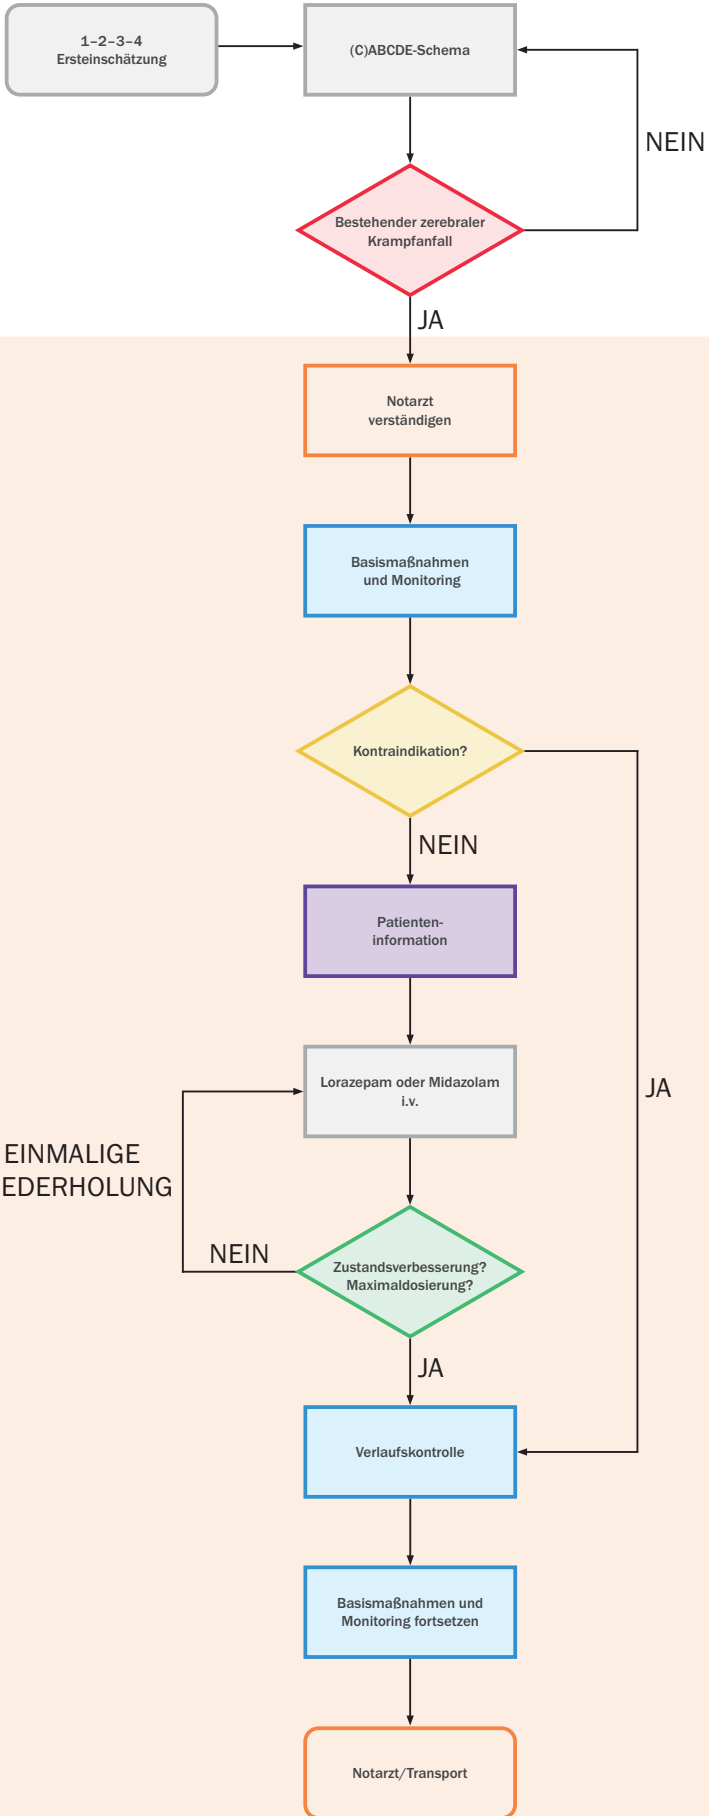 1–2–3–4
Ersteinschätzung
(C)ABCDE-Schema
NEIN
Bestehender zerebraler
Krampfanfall
JA
Notarzt
verständigen
Basismaßnahmen
und Monitoring
Kontraindikation?
NEIN
Patienten-
information
Lorazepam oder Midazolam
i.v.
JA
EINMALIGE
EDERHOLUNG
NEIN
Zustandsverbesserung?
Maximaldosierung?
JA
Verlaufskontrolle
Basismaßnahmen und
Monitoring fortsetzen
Notarzt/Transport